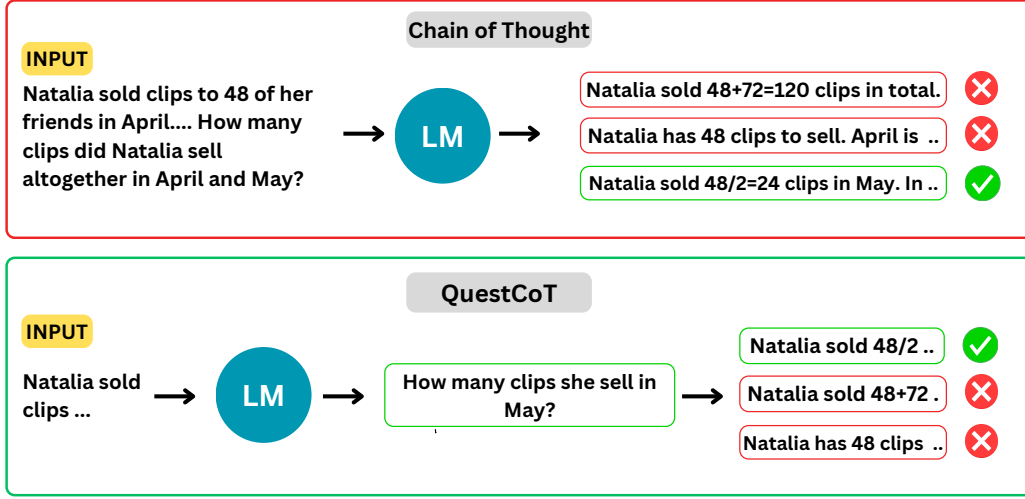 Chain of Thought
INPUT
Natalia sold clips to 48 of her
friends in April.... How many
clips did Natalia sell
altogether in April and May?
LM
Natalia sold 48+72=120 clips in total.
Natalia has 48 clips to sell. April is ..
Natalia sold 48/2=24 clips in May. In ..
QuestCoT
INPUT
Natalia sold
clips ...
LM
How many clips she sell in
May?
Natalia sold 48/2 ..
Natalia sold 48+72 .
Natalia has 48 clips ..